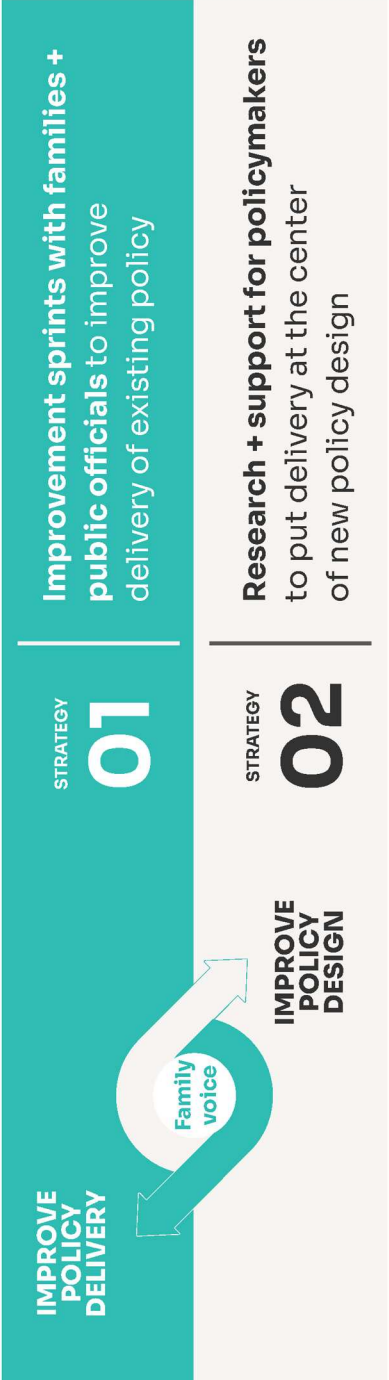 IMPROVE
POLICY
DELIVERY
STRATEGY
01
Improvement sprints with families +
public officials to improve
delivery of existing policy
Family
voice
IMPROVE
POLICY
DESIGN
STRATEGY
02
Research + support for policymakers
to put delivery at the center
of new policy design